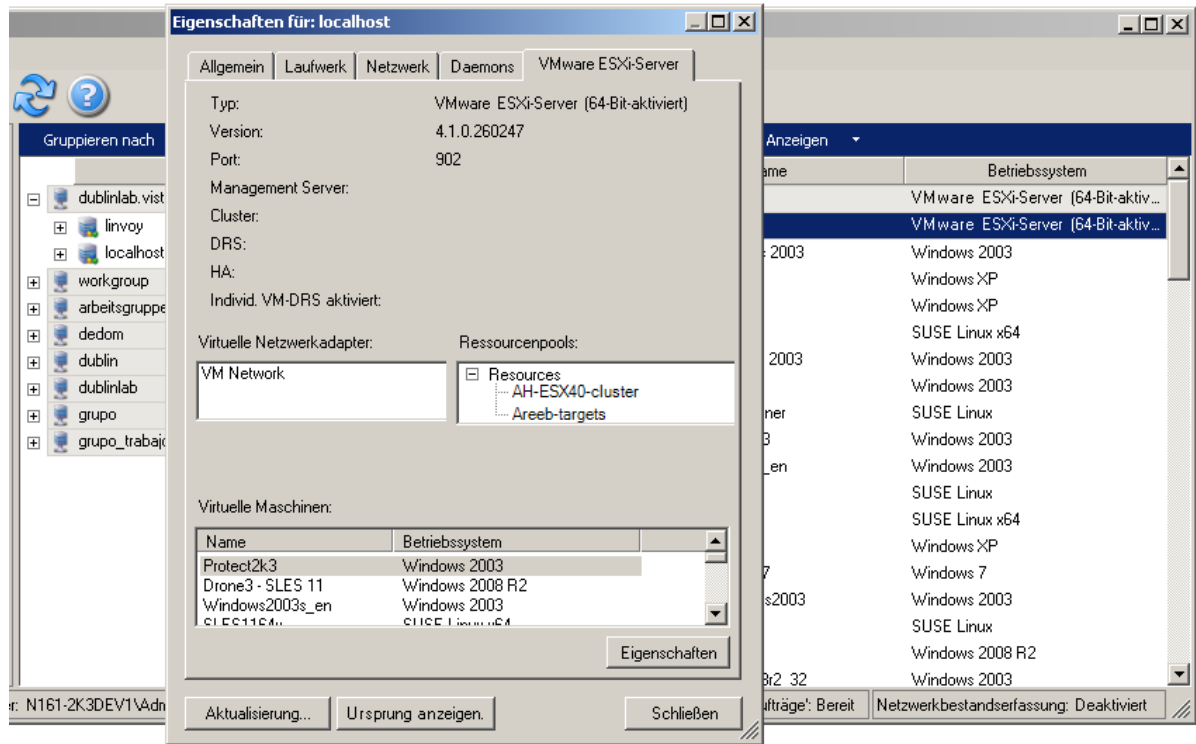 Eigenschaften für: localhost
Allgemein Laufwerk Netzwerk Daemons VMware ESXi-Server
Typ: VMware ESXi-Server (64-Bit-aktiviert)
Version: 4.1.0.260247
Port: 902
Management Server:
Cluster:
DRS:
HA:
Individ. VM-DRS aktiviert:
Virtuelle Netzwerkadapter: Ressourcenpools:
VM Network
Resources
AH-ESX40-cluster
Areeb-targets
Virtuelle Maschinen:
Name Betriebssystem
Protect2k3 Windows 2003
Drone3 - SLES 11 Windows 2008 R2
Windows2003s_en Windows 2003
SUSE Linux x64
Eigenschaften
Aktualisierung... Ursprung anzeigen. Schließen
Gruppieren nach
dublinlab.vist
linvoy
localhost
workgroup
arbeitsgruppe
dedom
dublin
dublinlab
grupo
grupo_trabajo
Anzeigen
ame Betriebssystem
VMware ESXi-Server (64-Bit-aktiv...
VMware ESXi-Server (64-Bit-aktiv...
2003 Windows 2003
Windows XP
Windows XP
SUSE Linux x64
2003 Windows 2003
Windows 2003
ner SUSE Linux
3 Windows 2003
_en Windows 2003
SUSE Linux
SUSE Linux x64
Windows XP
7 Windows 7
s2003 Windows 2003
SUSE Linux
Windows 2008 R2
3r2_32 Windows 2003
r: N161-2K3DEV1\Adn
ufträge': Bereit Netzwerkbestandserfassung: Deaktiviert